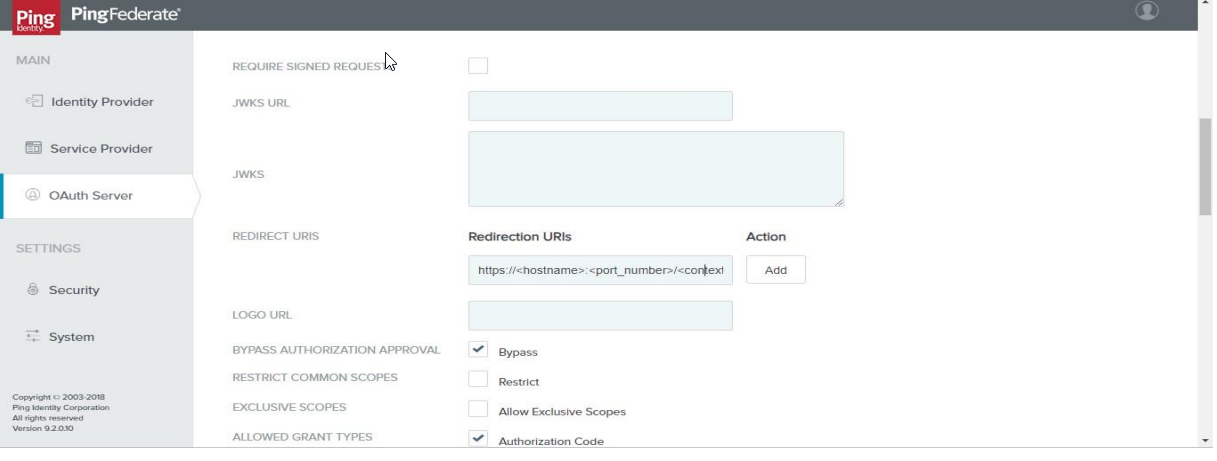 Ping
Identity.
PingFederate®
MAIN
Identity Provider
Service Provider
OAuth Server
SETTINGS
Security
System
Copyright © 2003-2018
Ping Identity Corporation
All rights reserved
Version 9.2.0.10
REQUIRE SIGNED REQUEST
JWKS URL
JWKS
REDIRECT URIS
Redirection URIs
Action
https://<hostname>:<port_number>/<context
Add
LOGO URL
BYPASS AUTHORIZATION APPROVAL
Bypass
RESTRICT COMMON SCOPES
Restrict
EXCLUSIVE SCOPES
Allow Exclusive Scopes
ALLOWED GRANT TYPES
Authorization Code